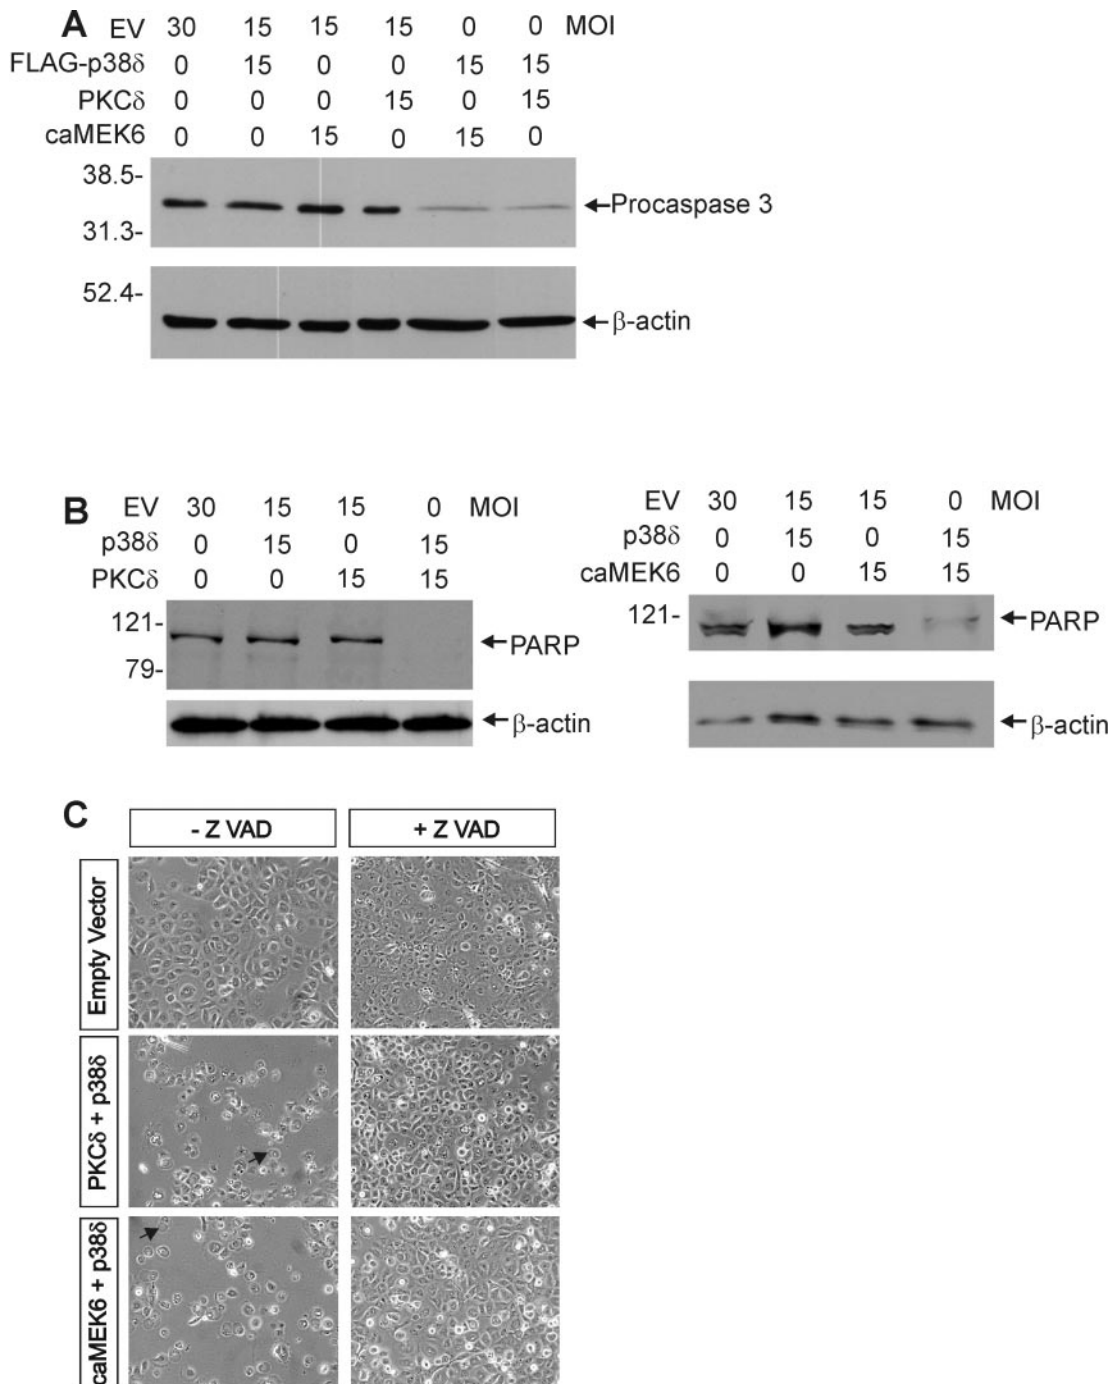 A
EV 30 15 15 15 0 0 MOI
FLAG-p38δ 0 15 0 0 15 15
PKCδ 0 0 0 15 0 15
caMEK6 0 0 15 0 15 0
38.5-
Procaspase 3
31.3-
52.4-
β-actin
B
EV 30 15 15 0 MOI
p38δ 0 15 0 15
PKCδ 0 0 15 15
121-
PARP
79-
β-actin
EV 30 15 15 0 MOI
p38δ 0 15 0 15
caMEK6 0 0 15 15
121-
PARP
β-actin
C
- Z VAD
+ Z VAD
Empty Vector
PKCδ + p38δ
caMEK6 + p38δ